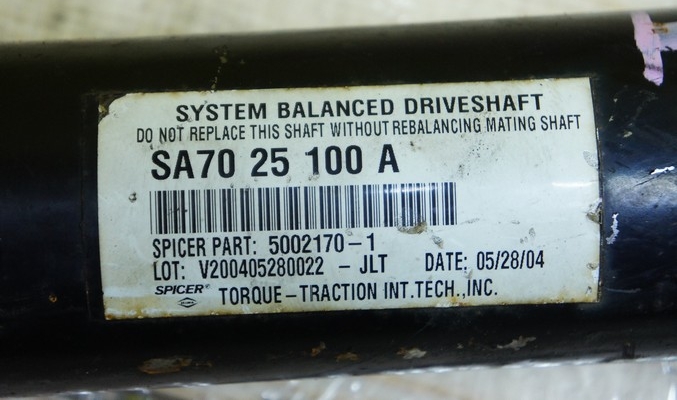 SYSTEM BALANCED DRIVESHAFT
DO NOT REPLACE THIS SHAFT WITHOUT REBALANCING MATING SHAFT
SA70 25 100 A
SPICER PART: 5002170-1
LOT: V200405280022 - JLT DATE: 05/28/04
SPICER® TORQUE-TRACTION INT.TECH.,INC.